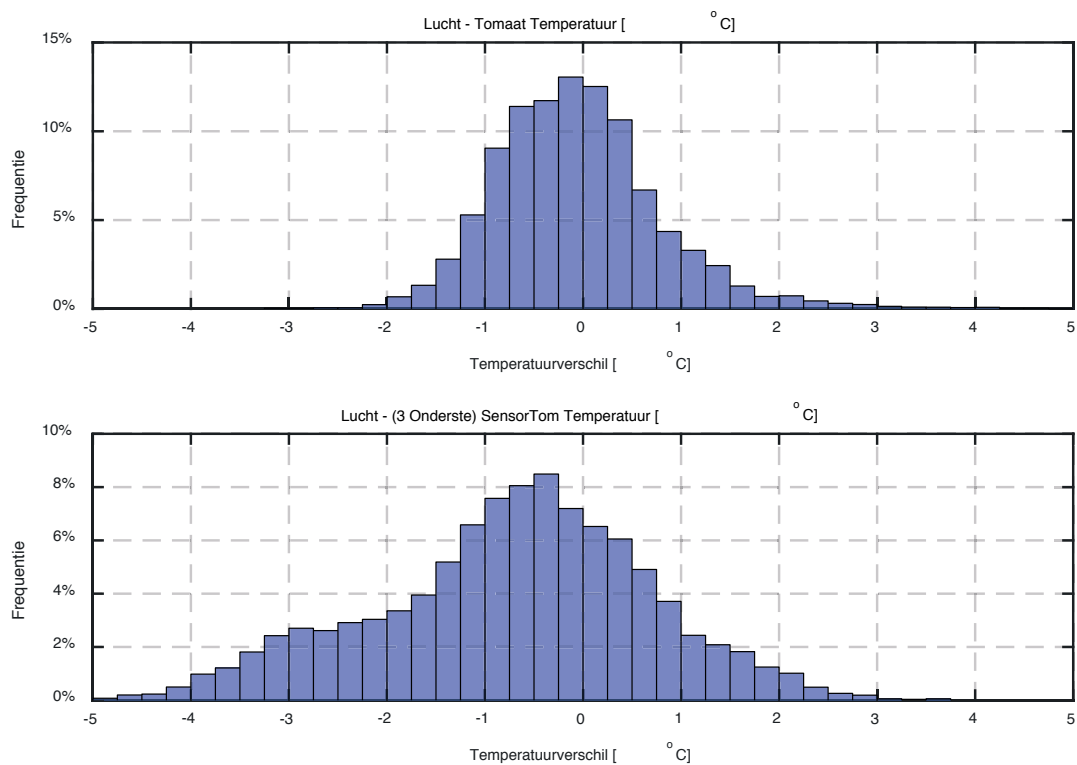 Lucht - Tomaat Temperatuur [ °C]
15%
10%
5%
0%
Frequentie
-5 -4 -3 -2 -1 0 1 2 3 4 5
Temperatuurverschil [ °C]
Lucht - (3 Onderste) SensorTom Temperatuur [ °C]
10%
8%
6%
4%
2%
0%
Frequentie
-5 -4 -3 -2 -1 0 1 2 3 4 5
Temperatuurverschil [ °C]